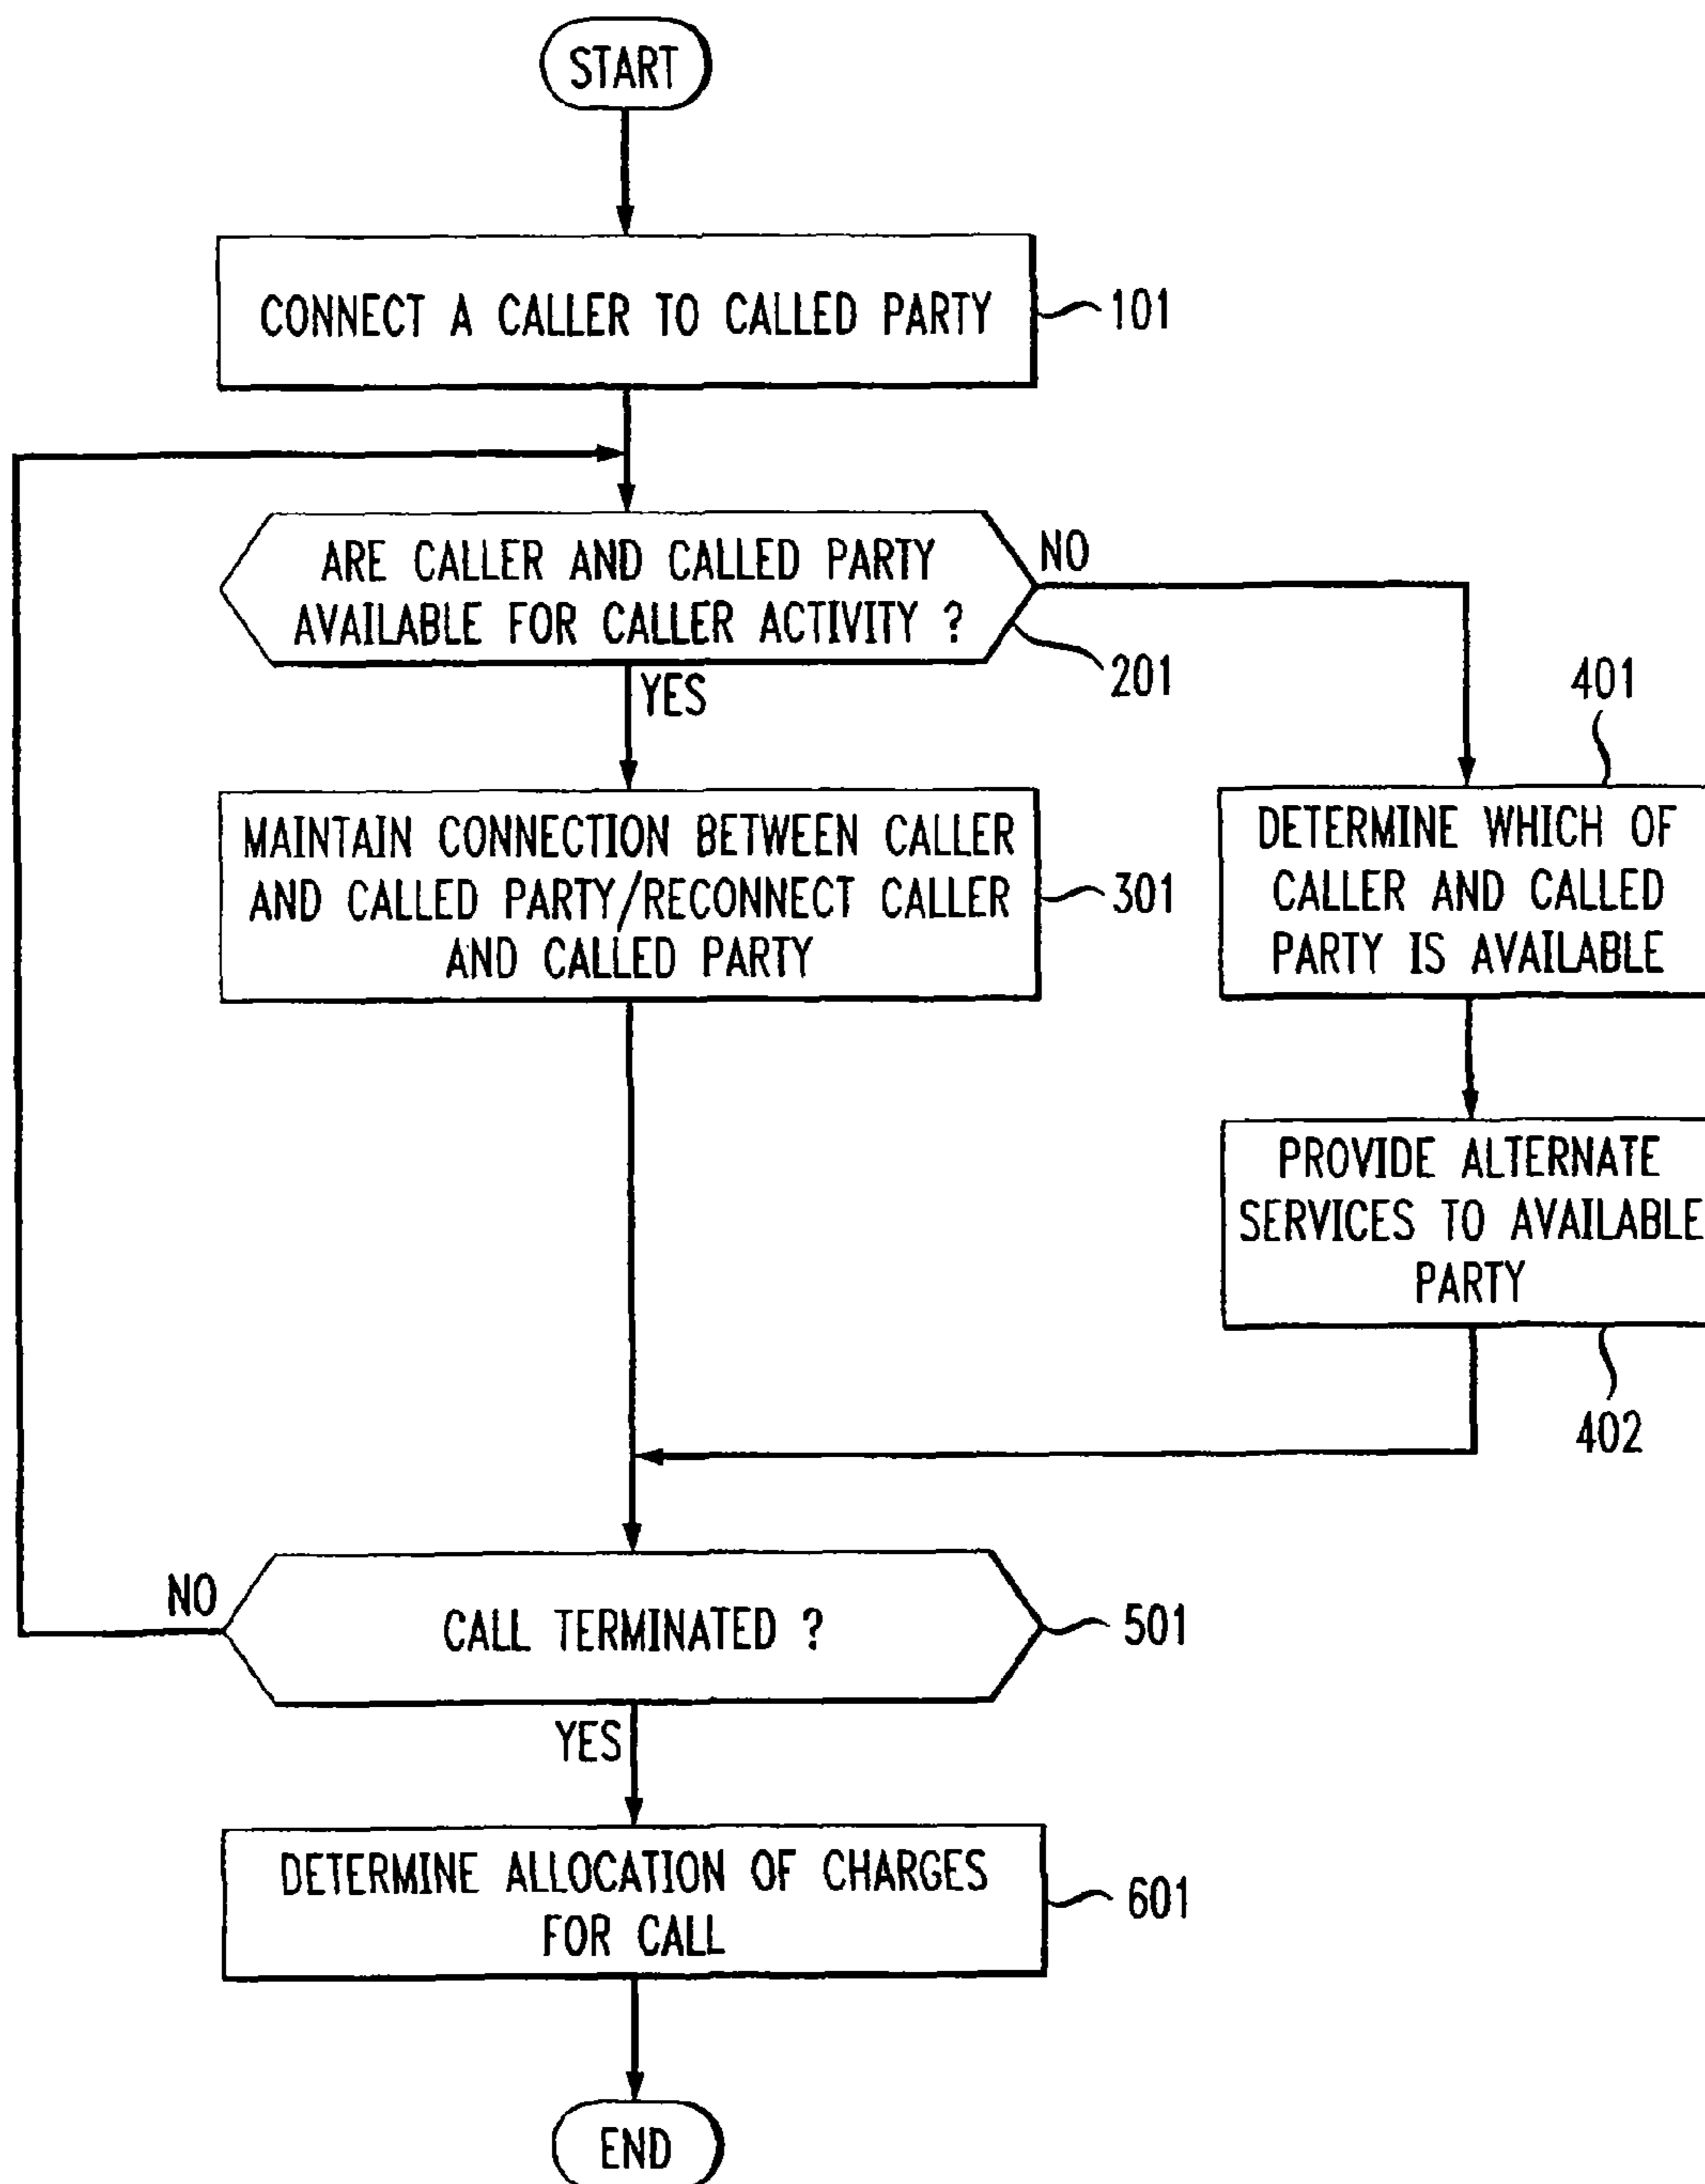 START
CONNECT A CALLER TO CALLED PARTY
101
ARE CALLER AND CALLED PARTY
AVAILABLE FOR CALLER ACTIVITY ?
NO
201
YES
MAINTAIN CONNECTION BETWEEN CALLER
AND CALLED PARTY/RECONNECT CALLER
AND CALLED PARTY
301
401
DETERMINE WHICH OF
CALLER AND CALLED
PARTY IS AVAILABLE
PROVIDE ALTERNATE
SERVICES TO AVAILABLE
PARTY
402
NO
CALL TERMINATED ?
501
YES
DETERMINE ALLOCATION OF CHARGES
FOR CALL
601
END